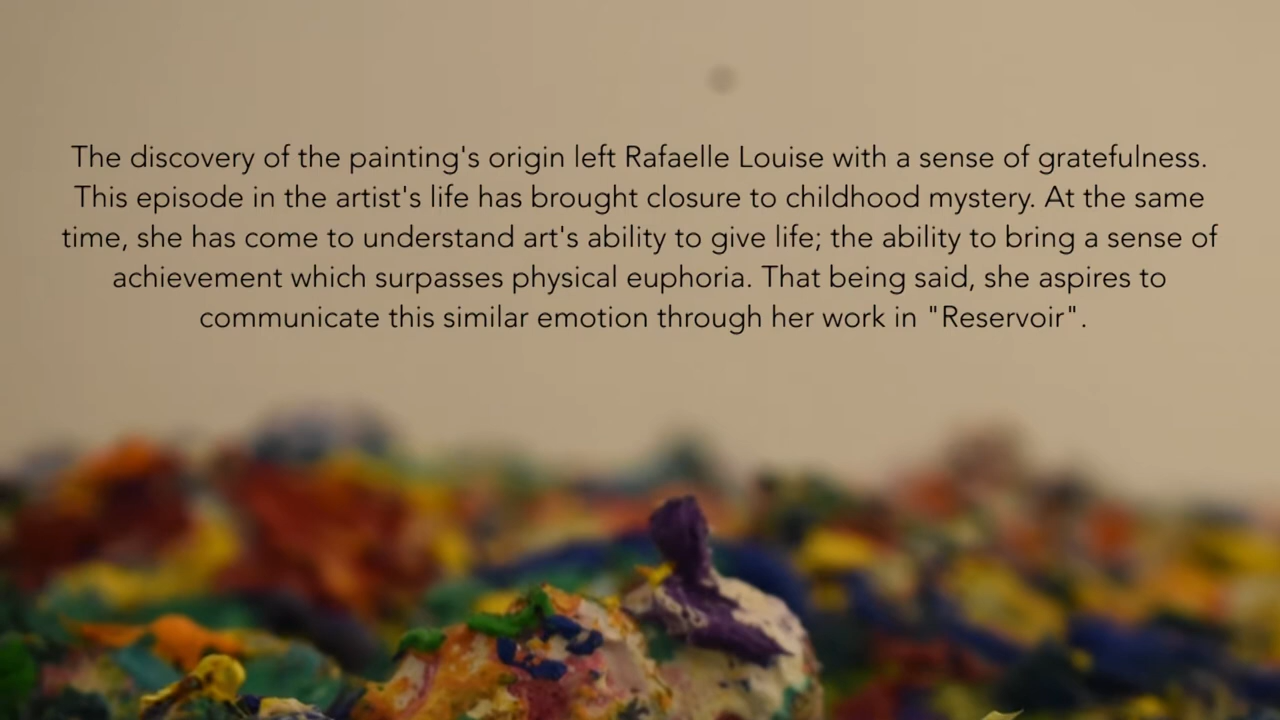 The discovery of the painting's origin left Rafaelle Louise with a sense of gratefulness.
This episode in the artist's life has brought closure to childhood mystery. At the same
time, she has come to understand art's ability to give life; the ability to bring a sense of
achievement which surpasses physical euphoria. That being said, she aspires to
communicate this similar emotion through her work in "Reservoir".